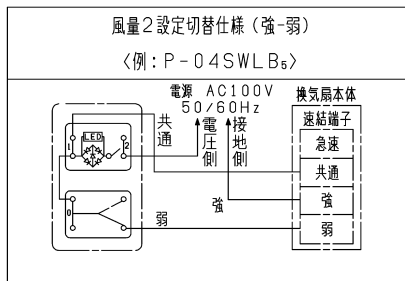 風量2設定切替仕様(強-弱)
〈例:P-04SWLB₅〉
電源 AC100V
50/60Hz
換気扇本体
速結端子
LED
1
2
共通
電圧側
接地側
急速
共通
強
弱
0
強
弱